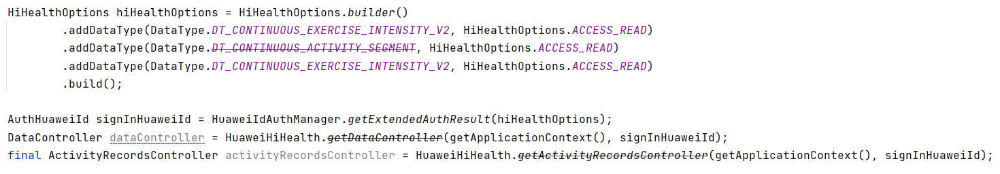 HiHealthOptions hiHealthOptions = HiHealthOptions.builder()
        .addDataType(DataType.DT_CONTINUOUS_EXERCISE_INTENSITY_V2, HiHealthOptions.ACCESS_READ)
        .addDataType(DataType.DT_CONTINUOUS_ACTIVITY_SEGMENT, HiHealthOptions.ACCESS_READ)
        .addDataType(DataType.DT_CONTINUOUS_EXERCISE_INTENSITY_V2, HiHealthOptions.ACCESS_READ)
        .build();

AuthHuaweiId signInHuaweiId = HuaweiIdAuthManager.getExtendedAuthResult(hiHealthOptions);
DataController dataController = HuaweiHiHealth.getDataController(getApplicationContext(), signInHuaweiId);
final ActivityRecordsController activityRecordsController = HuaweiHiHealth.getActivityRecordsController(getApplicationContext(), signInHuaweiId);